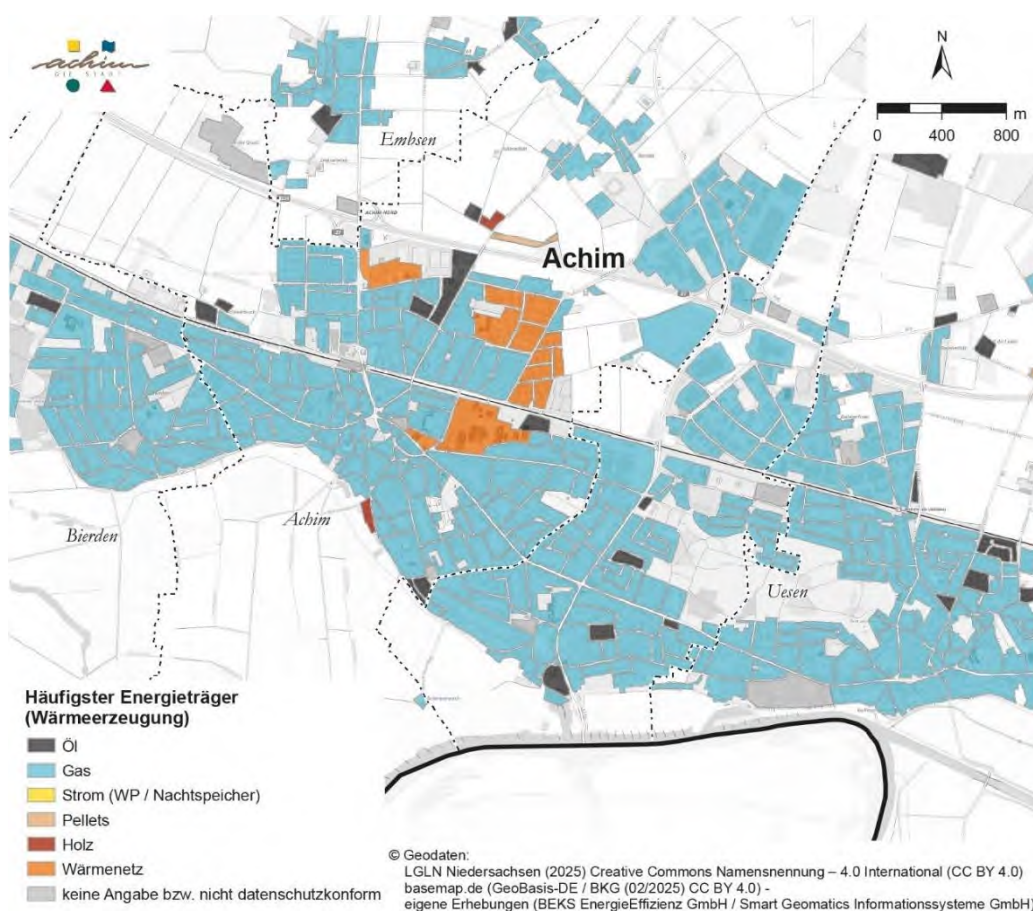 achim
DIE STADT
N
0 400 800 m
Embsen
Achim
Achim
Bierden
Uesen
Häufigster Energieträger
(Wärmeerzeugung)
Öl
Gas
Strom (WP / Nachtspeicher)
Pellets
Holz
Wärmenetz
keine Angabe bzw. nicht datenschutzkonform
© Geodaten:
LGLN Niedersachsen (2025) Creative Commons Namensnennung – 4.0 International (CC BY 4.0)
basemap.de (GeoBasis-DE / BKG (02/2025) CC BY 4.0) -
eigene Erhebungen (BEKS EnergieEffizienz GmbH / Smart Geomatics Informationssysteme GmbH)